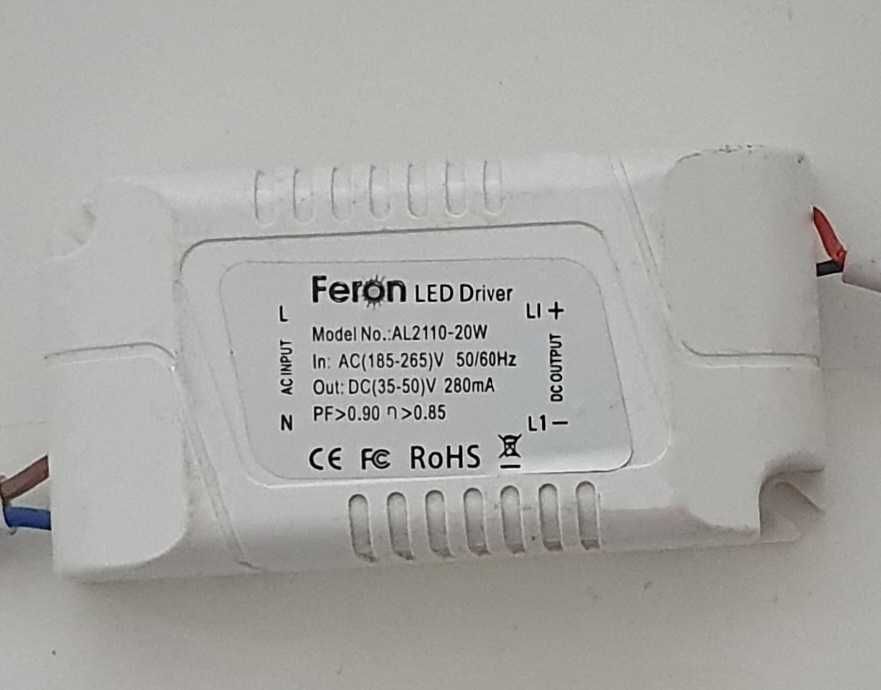 Feron LED Driver
L
LI +
Model No.:AL2110-20W
AC INPUT
In: AC(185-265)V 50/60Hz
DC OUTPUT
Out: DC(35-50)V 280mA
N
PF>0.90 η>0.85
L1 −
CE FC RoHS